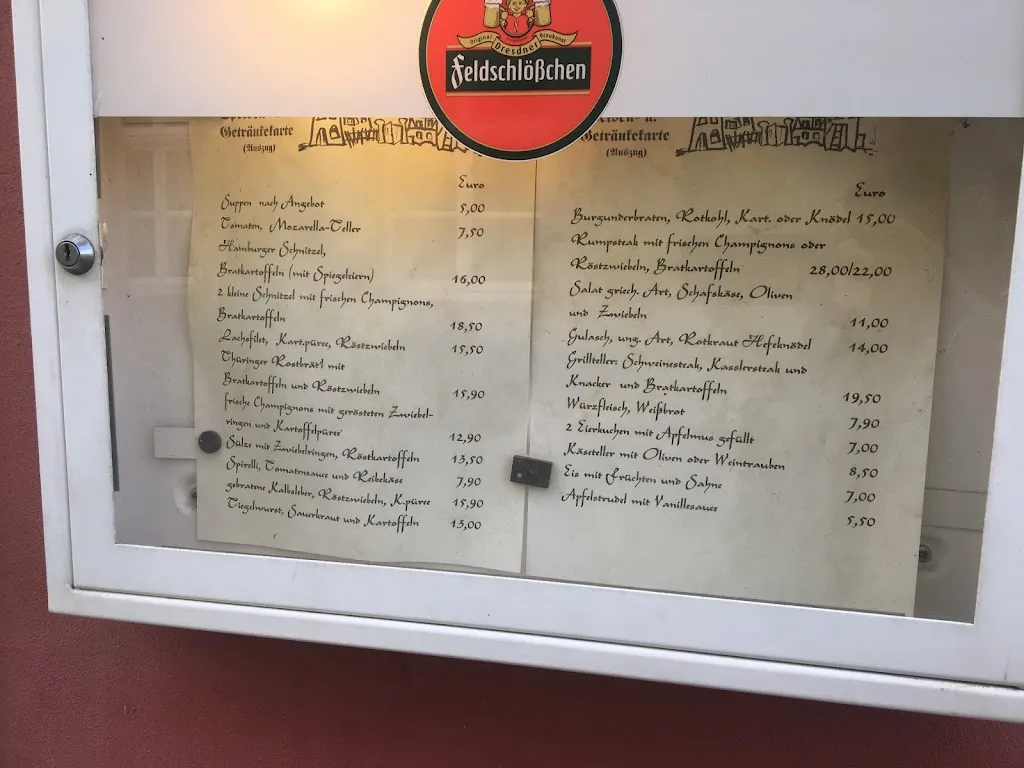 Original Braukunst
Dresdner
Feldschlößchen
Getränkekarte
(Auszug)
Euro
Suppen nach Angebot 5,00
Tomaten, Mozarella-Teller 7,50
Hamburger Schnitzel,
Bratkartoffeln (mit Spiegeleiern) 16,00
2 kleine Schnitzel mit frischen Champignons,
Bratkartoffeln 18,50
Lachsfilet, Kart.püree, Röstzwiebeln 15,50
Thüringer Rostbrätl mit
Bratkartoffeln und Röstzwiebeln 15,90
frische Champignons mit gerösteten Zwiebel-
ringen und Kartoffelpüree 12,90
Sülze mit Zwiebelringen, Röstkartoffeln 13,50
Spirelli, Tomatensauce und Reibekäse 7,90
gebratene Kalbsleber, Röstzwiebeln, K.püree 15,90
Tiegelwurst, Sauerkraut und Kartoffeln 13,00
Getränkekarte
(Auszug)
Euro
Burgunderbraten, Rotkohl, Kart. oder Knödel 15,00
Rumpsteak mit frischen Champignons oder
Röstzwiebeln, Bratkartoffeln 28,00/22,00
Salat griech. Art, Schafskäse, Oliven
und Zwiebeln 11,00
Gulasch, ung. Art, Rotkraut Hefeknödel 14,00
Grillteller: Schweinesteak, Kasslersteak und
Knacker und Bratkartoffeln 19,50
Würzfleisch, Weißbrot 7,90
2 Eierkuchen mit Apfelmus gefüllt 7,00
Käseteller mit Oliven oder Weintrauben 8,50
Eis mit Früchten und Sahne 7,00
Apfelstrudel mit Vanillesauce 5,50